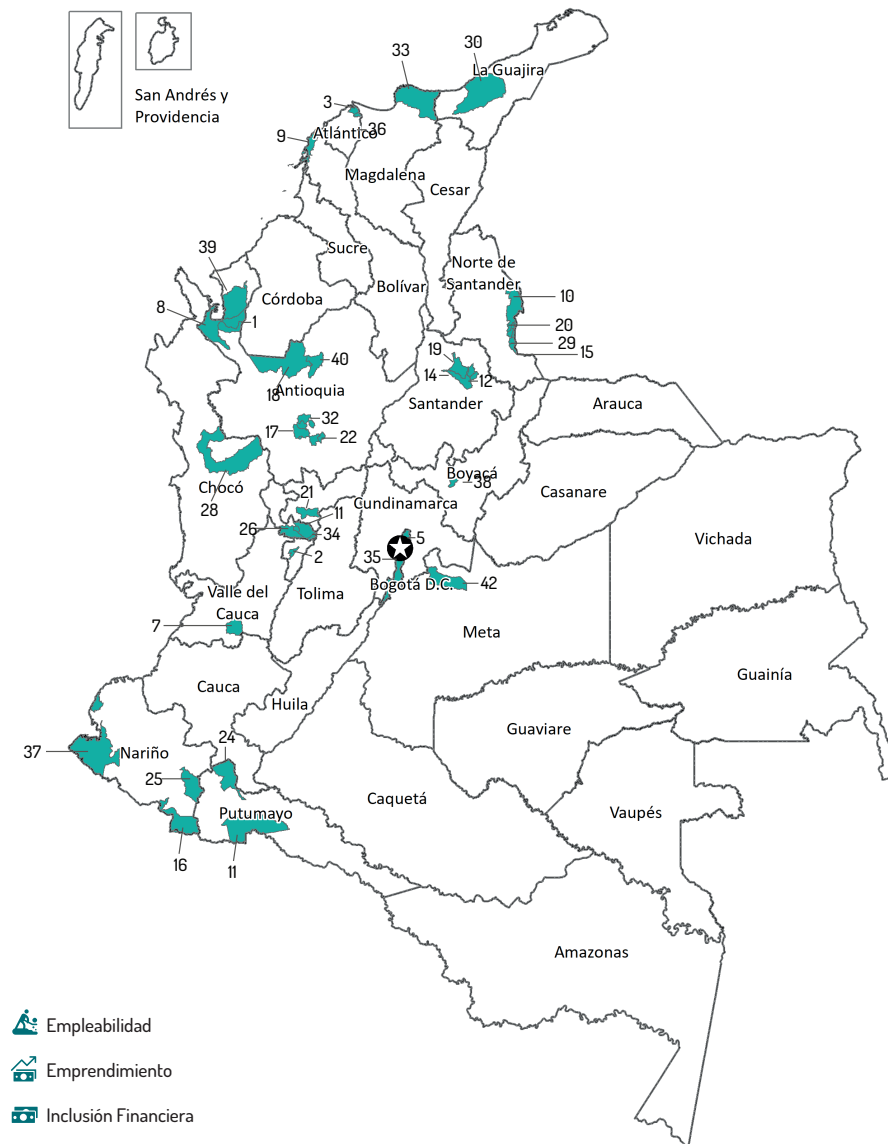 30
33
La Guajira
San Andrés y
Providencia
3
36
9
Atlántico
Magdalena
Cesar
39
Sucre
Norte de
Santander
Bolívar
10
Córdoba
8
1
20
29
15
19
40
14
12
18
Antioquia
Santander
Arauca
32
17
22
Boyacá
38
Chocó
28
21
Cundinamarca
Casanare
11
26
34
5
Vichada
2
35
Bogotá D.C.
42
Valle del
Cauca
Tolima
7
Meta
Guainía
Cauca
Huila
Guaviare
24
37
Nariño
25
Caquetá
Putumayo
Vaupés
16
11
Amazonas
Empleabilidad
Emprendimiento
Inclusión Financiera